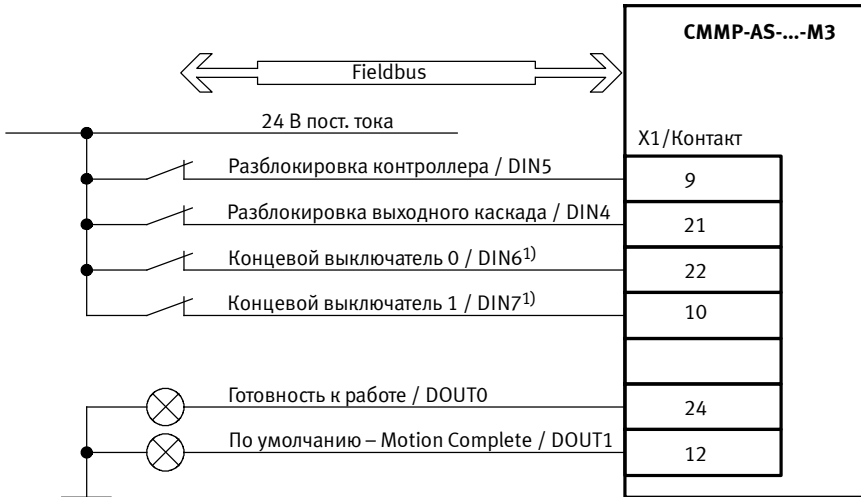 CMMP-AS-...-M3
Fieldbus
24 В пост. тока
X1/Контакт
Разблокировка контроллера / DIN5
9
Разблокировка выходного каскада / DIN4
21
Концевой выключатель 0 / DIN6¹⁾
22
Концевой выключатель 1 / DIN7¹⁾
10
Готовность к работе / DOUT0
24
По умолчанию – Motion Complete / DOUT1
12